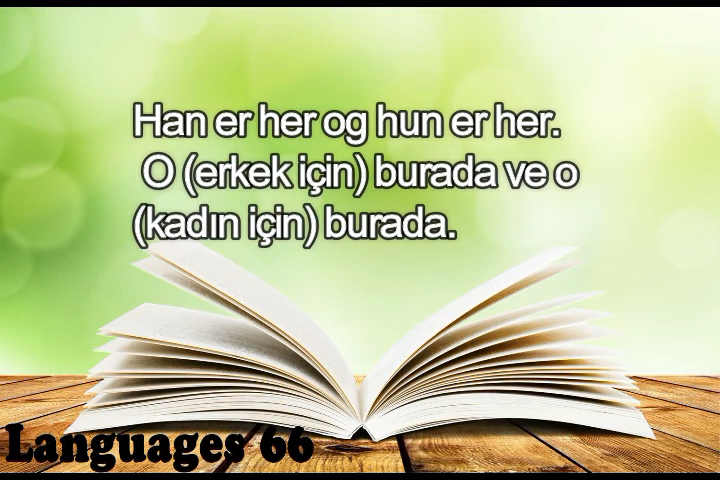 Han er her og hun er her.
O (erkek için) burada ve o
(kadın için) burada.
Languages 66